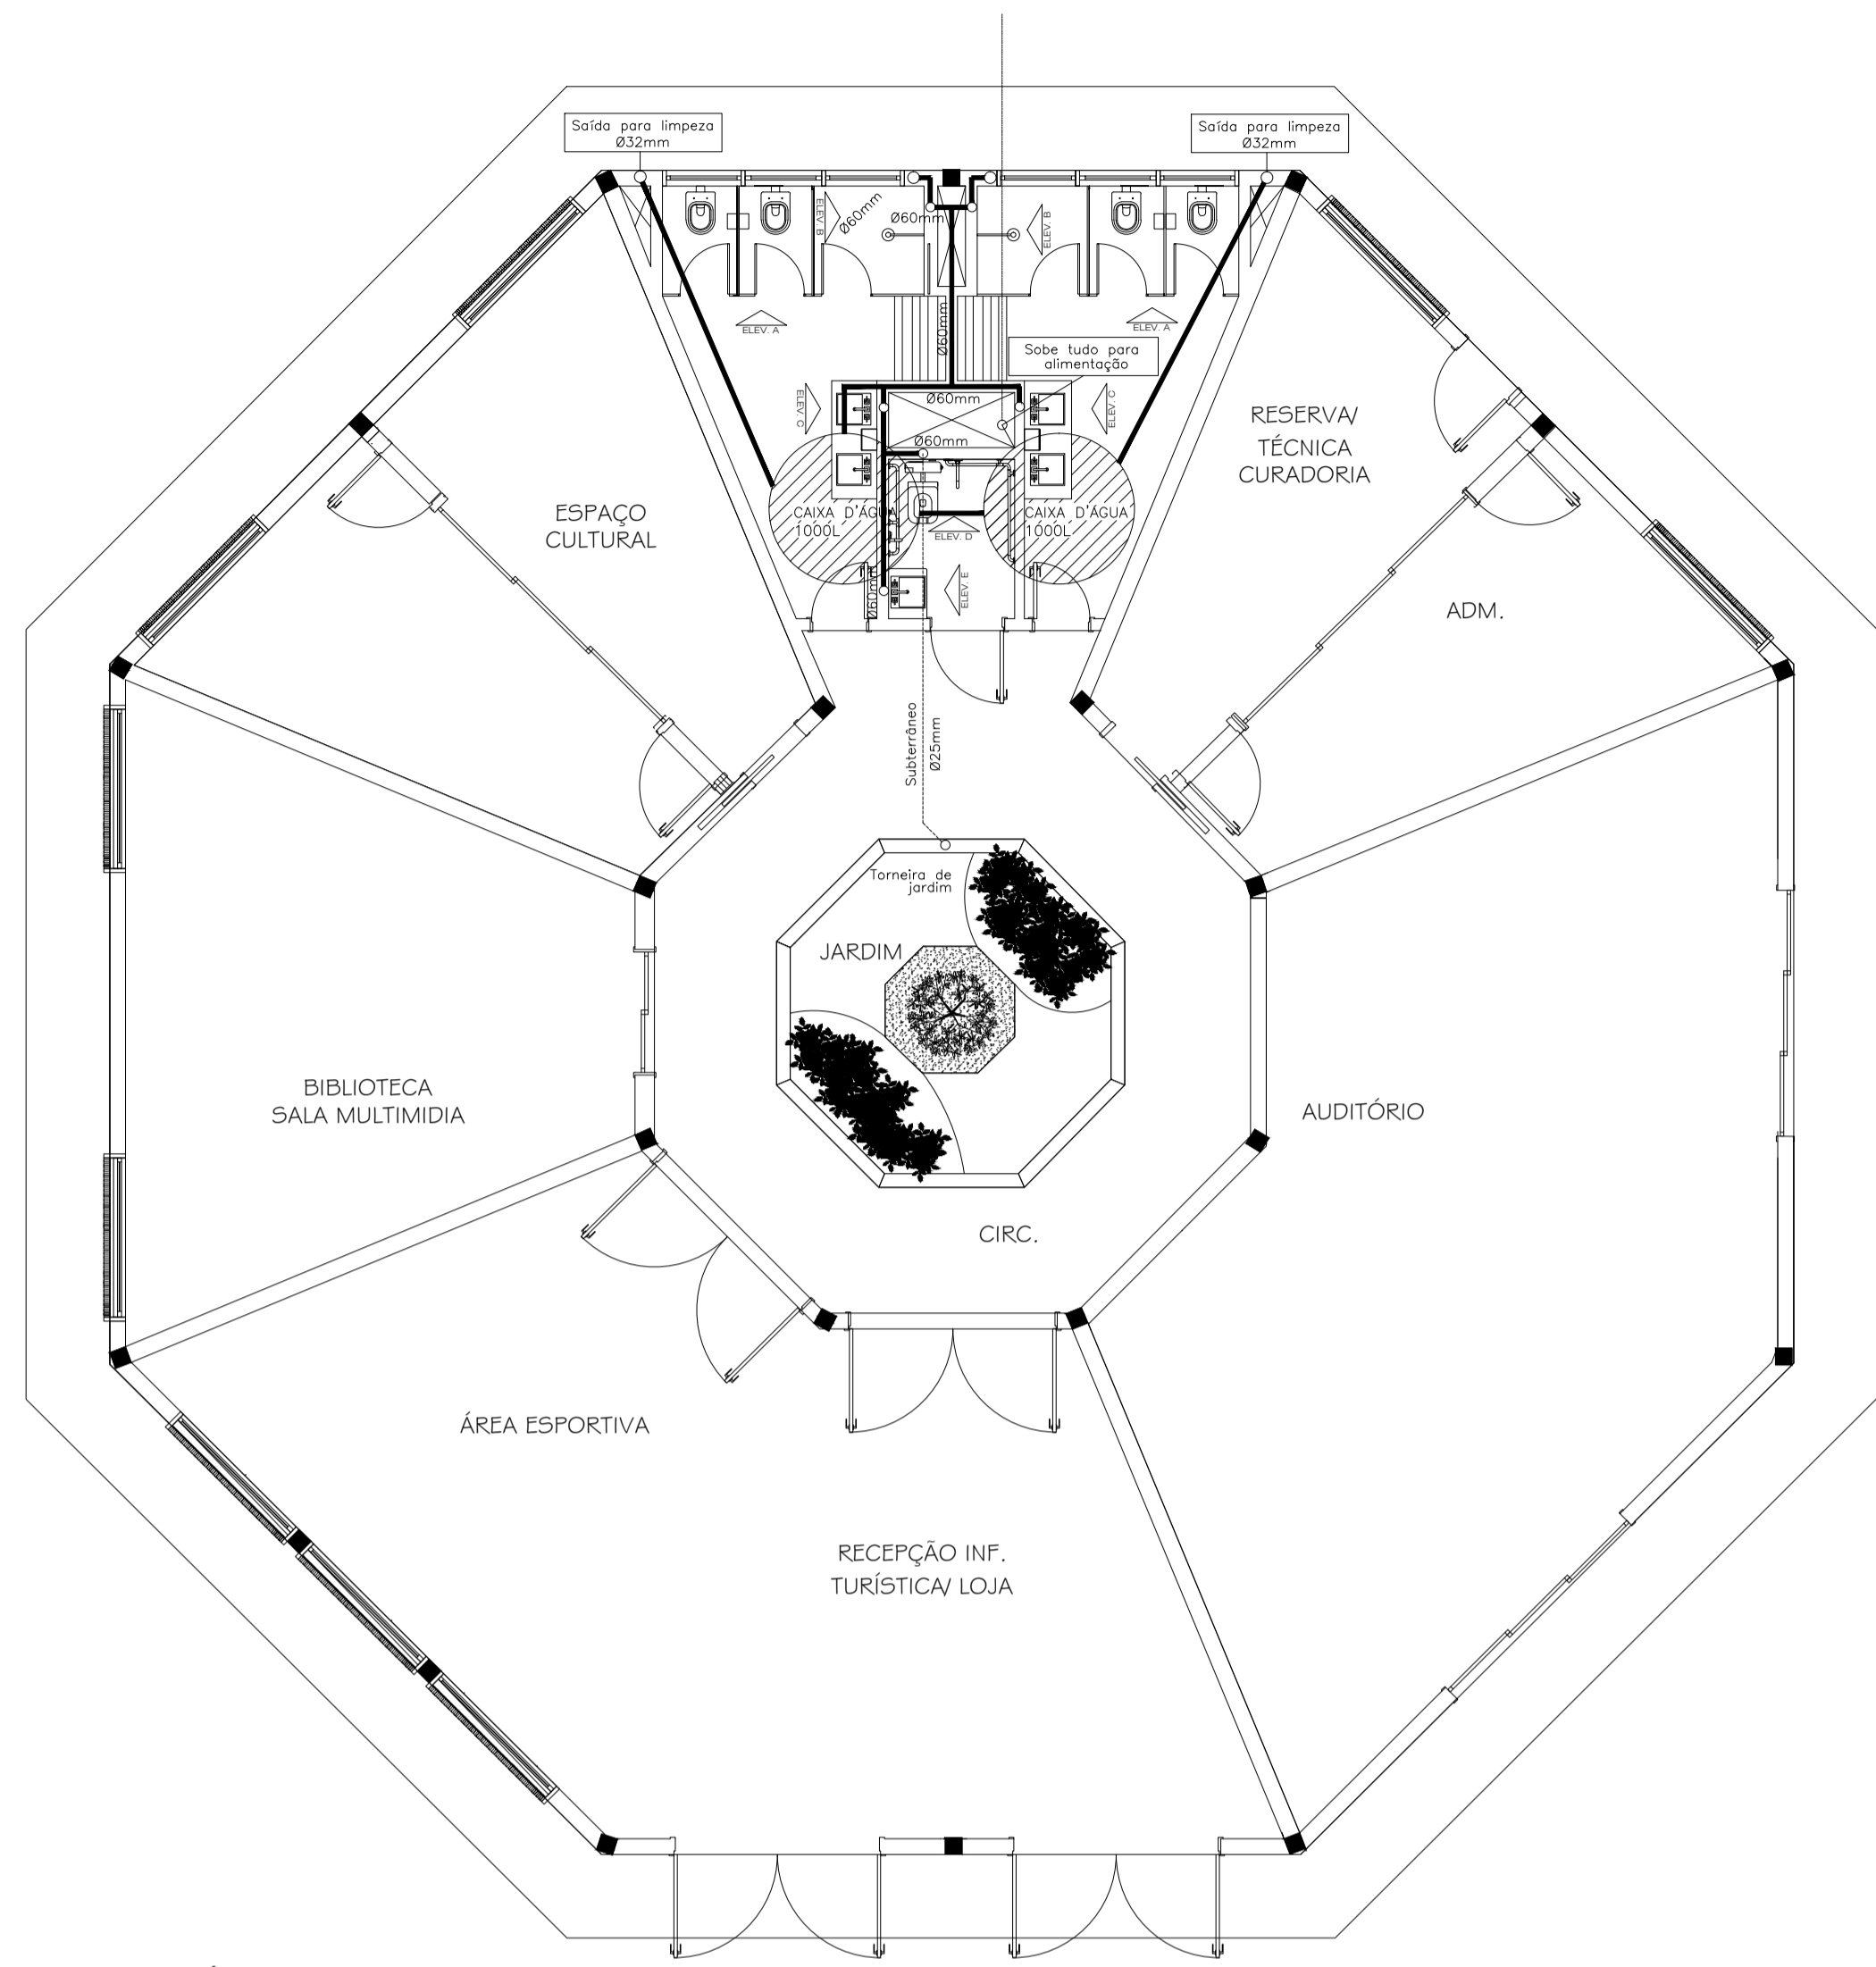 Saída para limpeza
Ø32mm
Saída para limpeza
Ø32mm
ELEV. B
Ø60mm
Ø60mm
ELEV. B
ELEV. A
Ø60mm
ELEV. A
Sobe tudo para
alimentação
ELEV. C
Ø60mm
ELEV. C
Ø60mm
RESERVA/
TÉCNICA
CURADORIA
ESPAÇO
CULTURAL
CAIXA D'ÁGUA
1000L
CAIXA D'ÁGUA
1000L
ELEV. D
Ø60mm
ELEV. E
ADM.
Subterrâneo
Ø25mm
Torneira de
jardim
JARDIM
BIBLIOTECA
SALA MULTIMIDIA
AUDITÓRIO
CIRC.
ÁREA ESPORTIVA
RECEPÇÃO INF.
TURÍSTICA/ LOJA